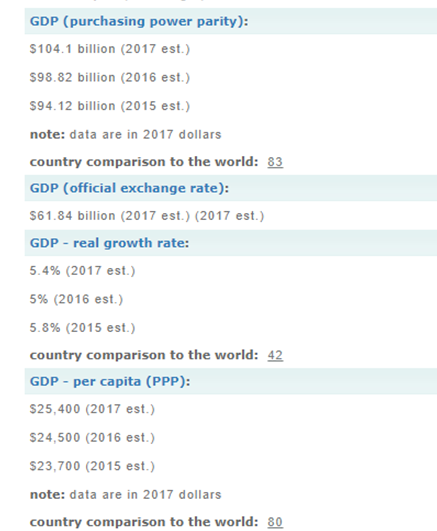 GDP (purchasing power parity):
$104.1 billion (2017 est.)
$98.82 billion (2016 est.)
$94.12 billion (2015 est.)
note: data are in 2017 dollars
country comparison to the world: 83
GDP (official exchange rate):
$61.84 billion (2017 est.) (2017 est.)
GDP - real growth rate:
5.4% (2017 est.)
5% (2016 est.)
5.8% (2015 est.)
country comparison to the world: 42
GDP - per capita (PPP):
$25,400 (2017 est.)
$24,500 (2016 est.)
$23,700 (2015 est.)
note: data are in 2017 dollars
country comparison to the world: 80